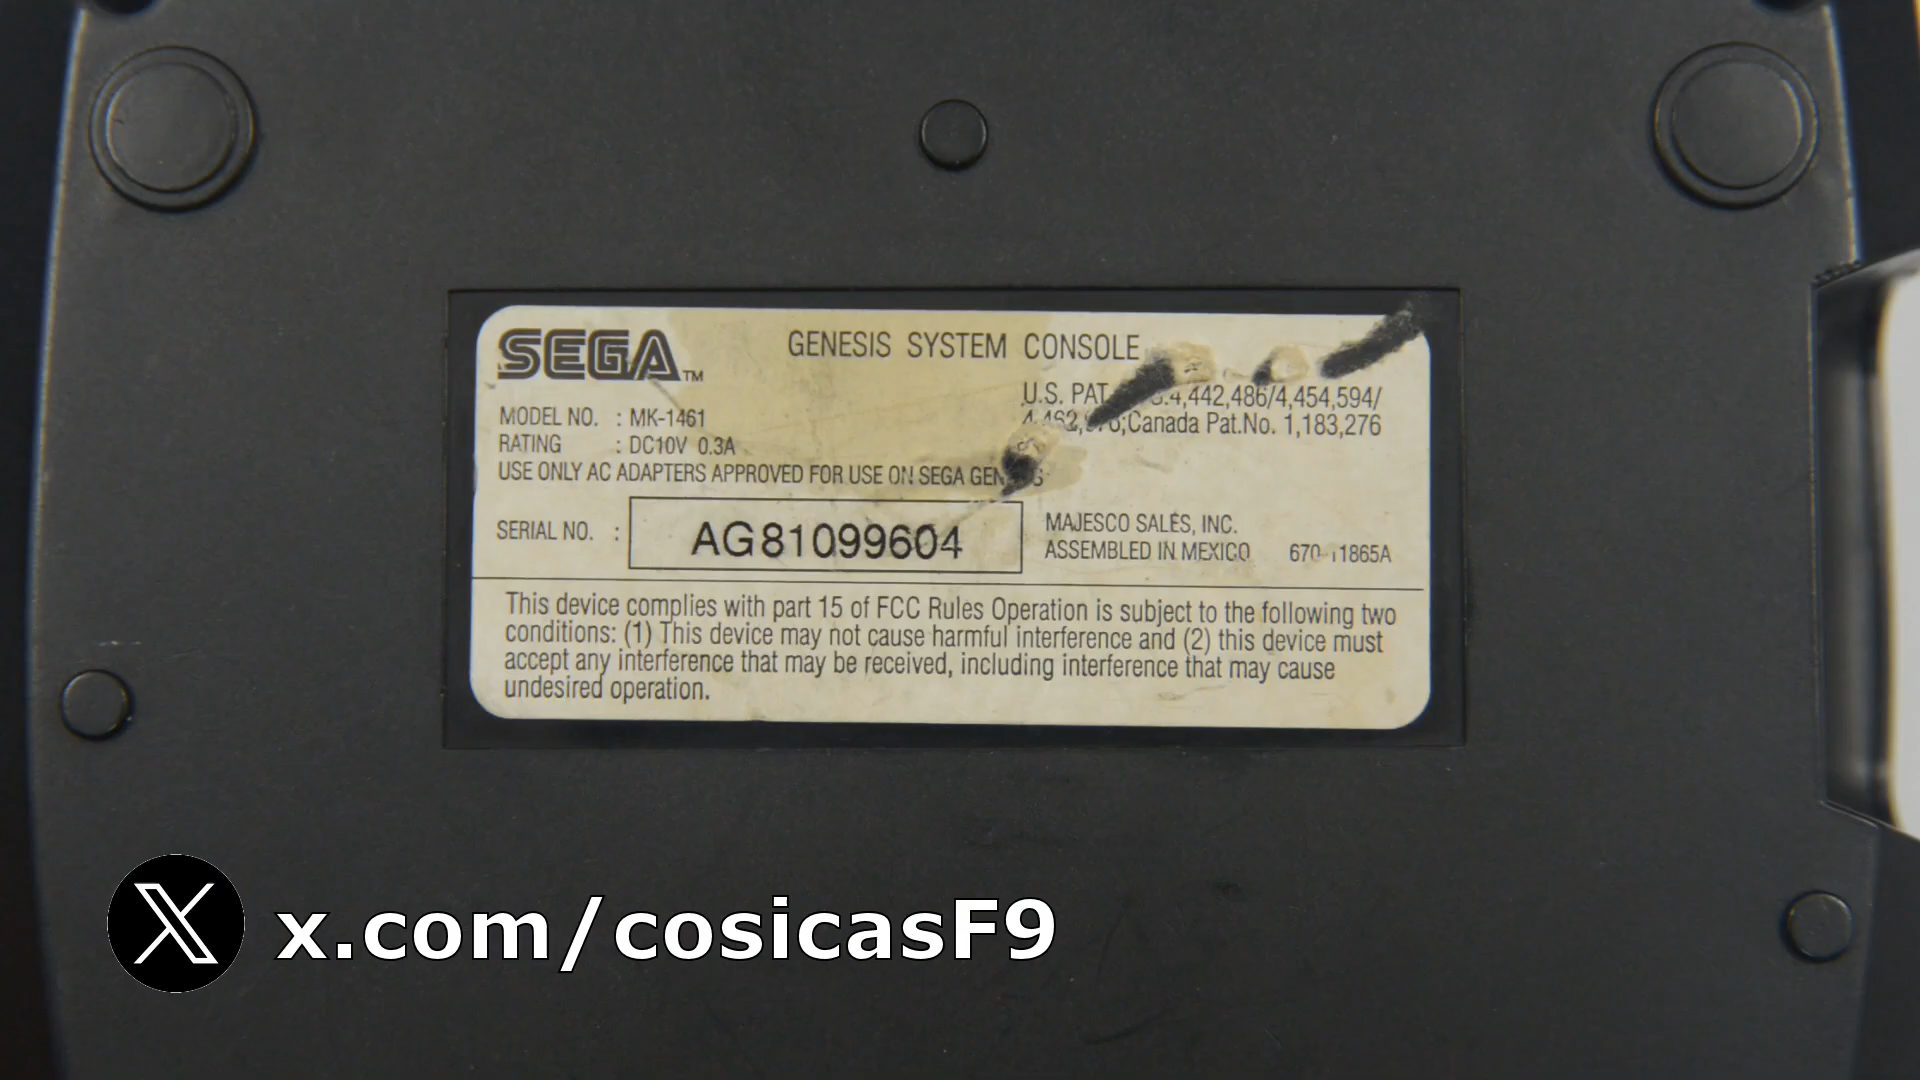 SEGA TM
GENESIS SYSTEM CONSOLE
U.S. PAT 4,442,486/4,454,594/
;Canada Pat.No. 1,183,276
MODEL NO. : MK-1461
RATING : DC10V 0.3A
USE ONLY AC ADAPTERS APPROVED FOR USE ON SEGA
SERIAL NO. : AG81099604
MAJESCO SALES, INC.
ASSEMBLED IN MEXICO 670-11865A
This device complies with part 15 of FCC Rules Operation is subject to the following two
conditions: (1) This device may not cause harmful interference and (2) this device must
accept any interference that may be received, including interference that may cause
undesired operation.
X x.com/cosicasF9